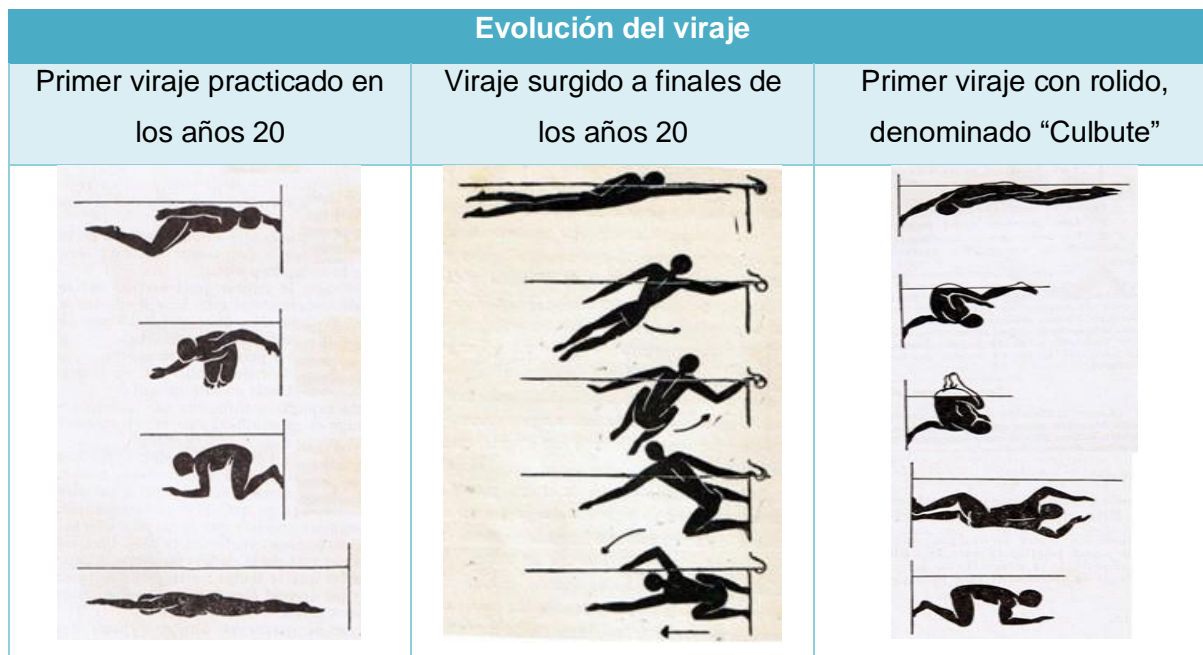 Evolución del viraje
Primer viraje practicado en
los años 20
Viraje surgido a finales de
los años 20
Primer viraje con rolido,
denominado “Culbute”